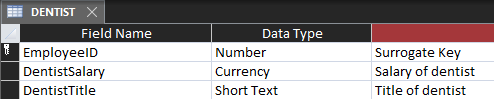 DENTIST
Field Name Data Type
EmployeeID Number Surrogate Key
DentistSalary Currency Salary of dentist
DentistTitle Short Text Title of dentist